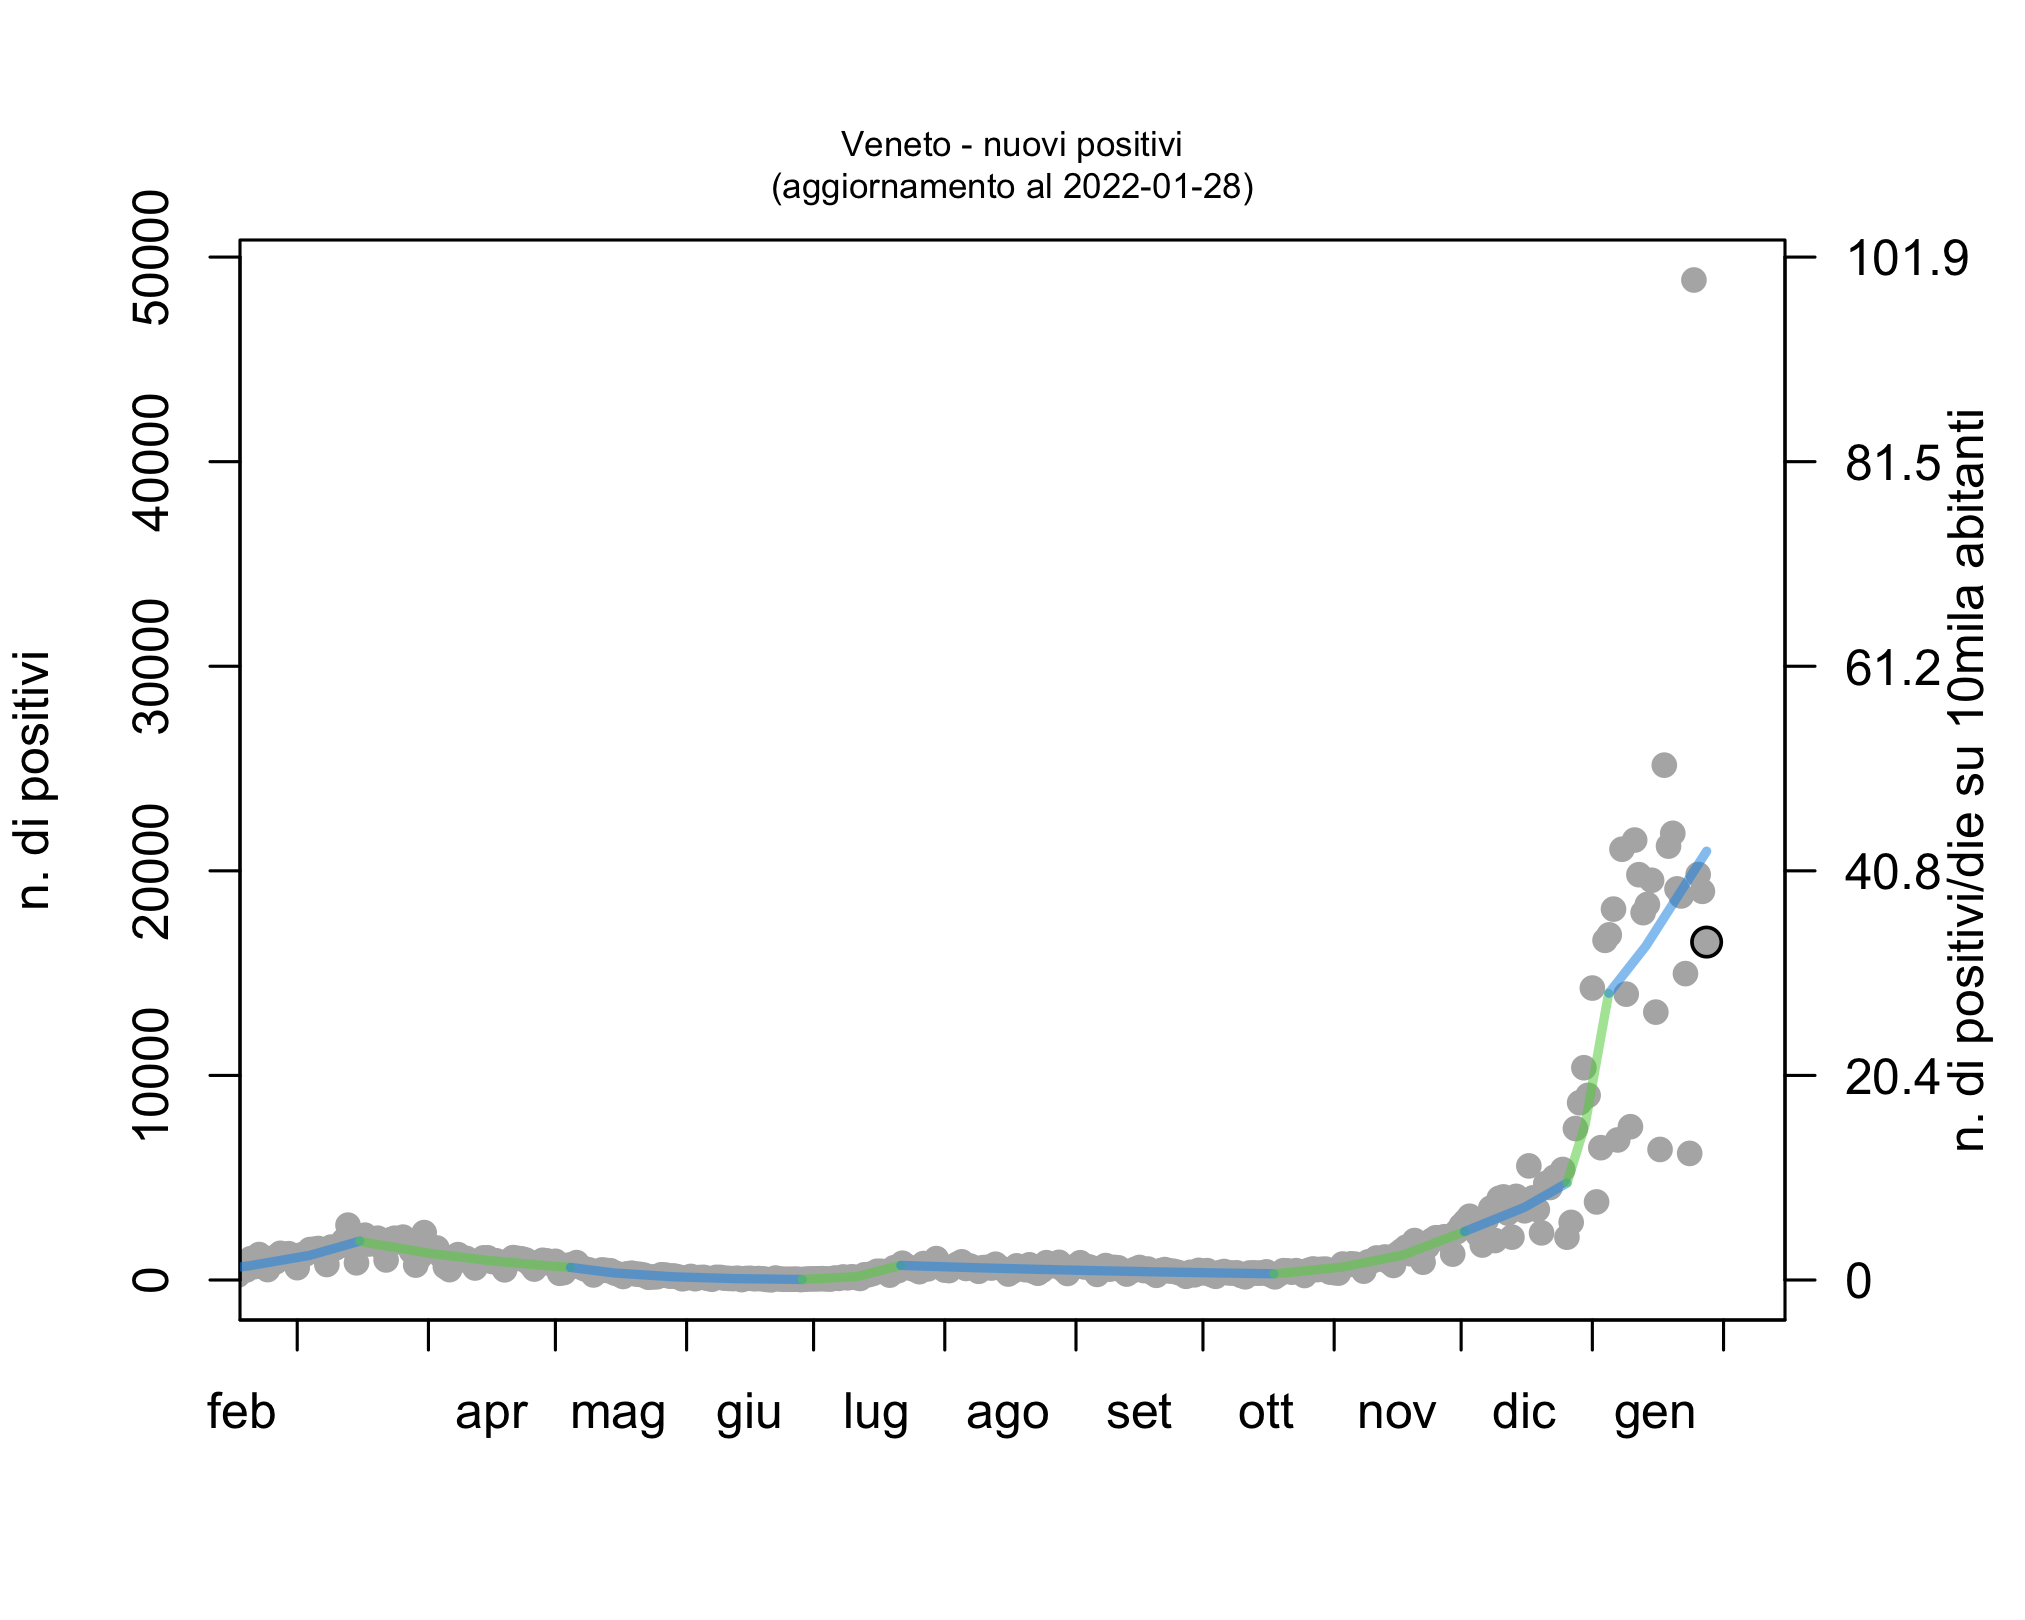 Veneto - nuovi positivi
(aggiornamento al 2022-01-28)
n. di positivi
50000
40000
30000
20000
10000
0
101.9
81.5
61.2
40.8
20.4
0
n. di positivi/die su 10mila abitanti
feb apr mag giu lug ago set ott nov dic gen